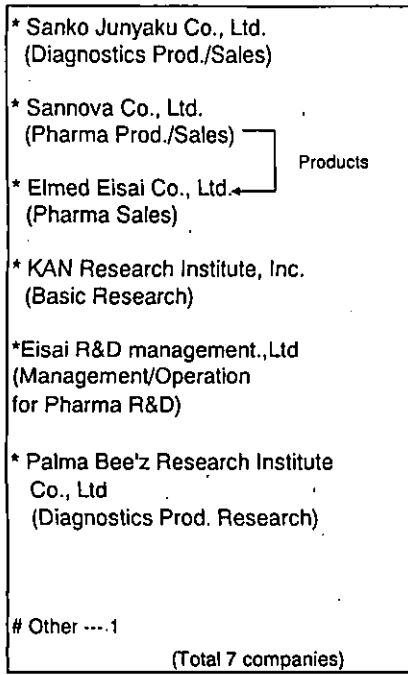 * Sanko Junyaku Co., Ltd.
(Diagnostics Prod./Sales)
* Sannova Co., Ltd.
(Pharma Prod./Sales)
Products
* Elmed Eisai Co., Ltd.
(Pharma Sales)
* KAN Research Institute, Inc.
(Basic Research)
*Eisai R&D management.,Ltd
(Management/Operation
for Pharma R&D)
* Palma Bee'z Research Institute
Co., Ltd
(Diagnostics Prod. Research)
# Other ---.1
(Total 7 companies)